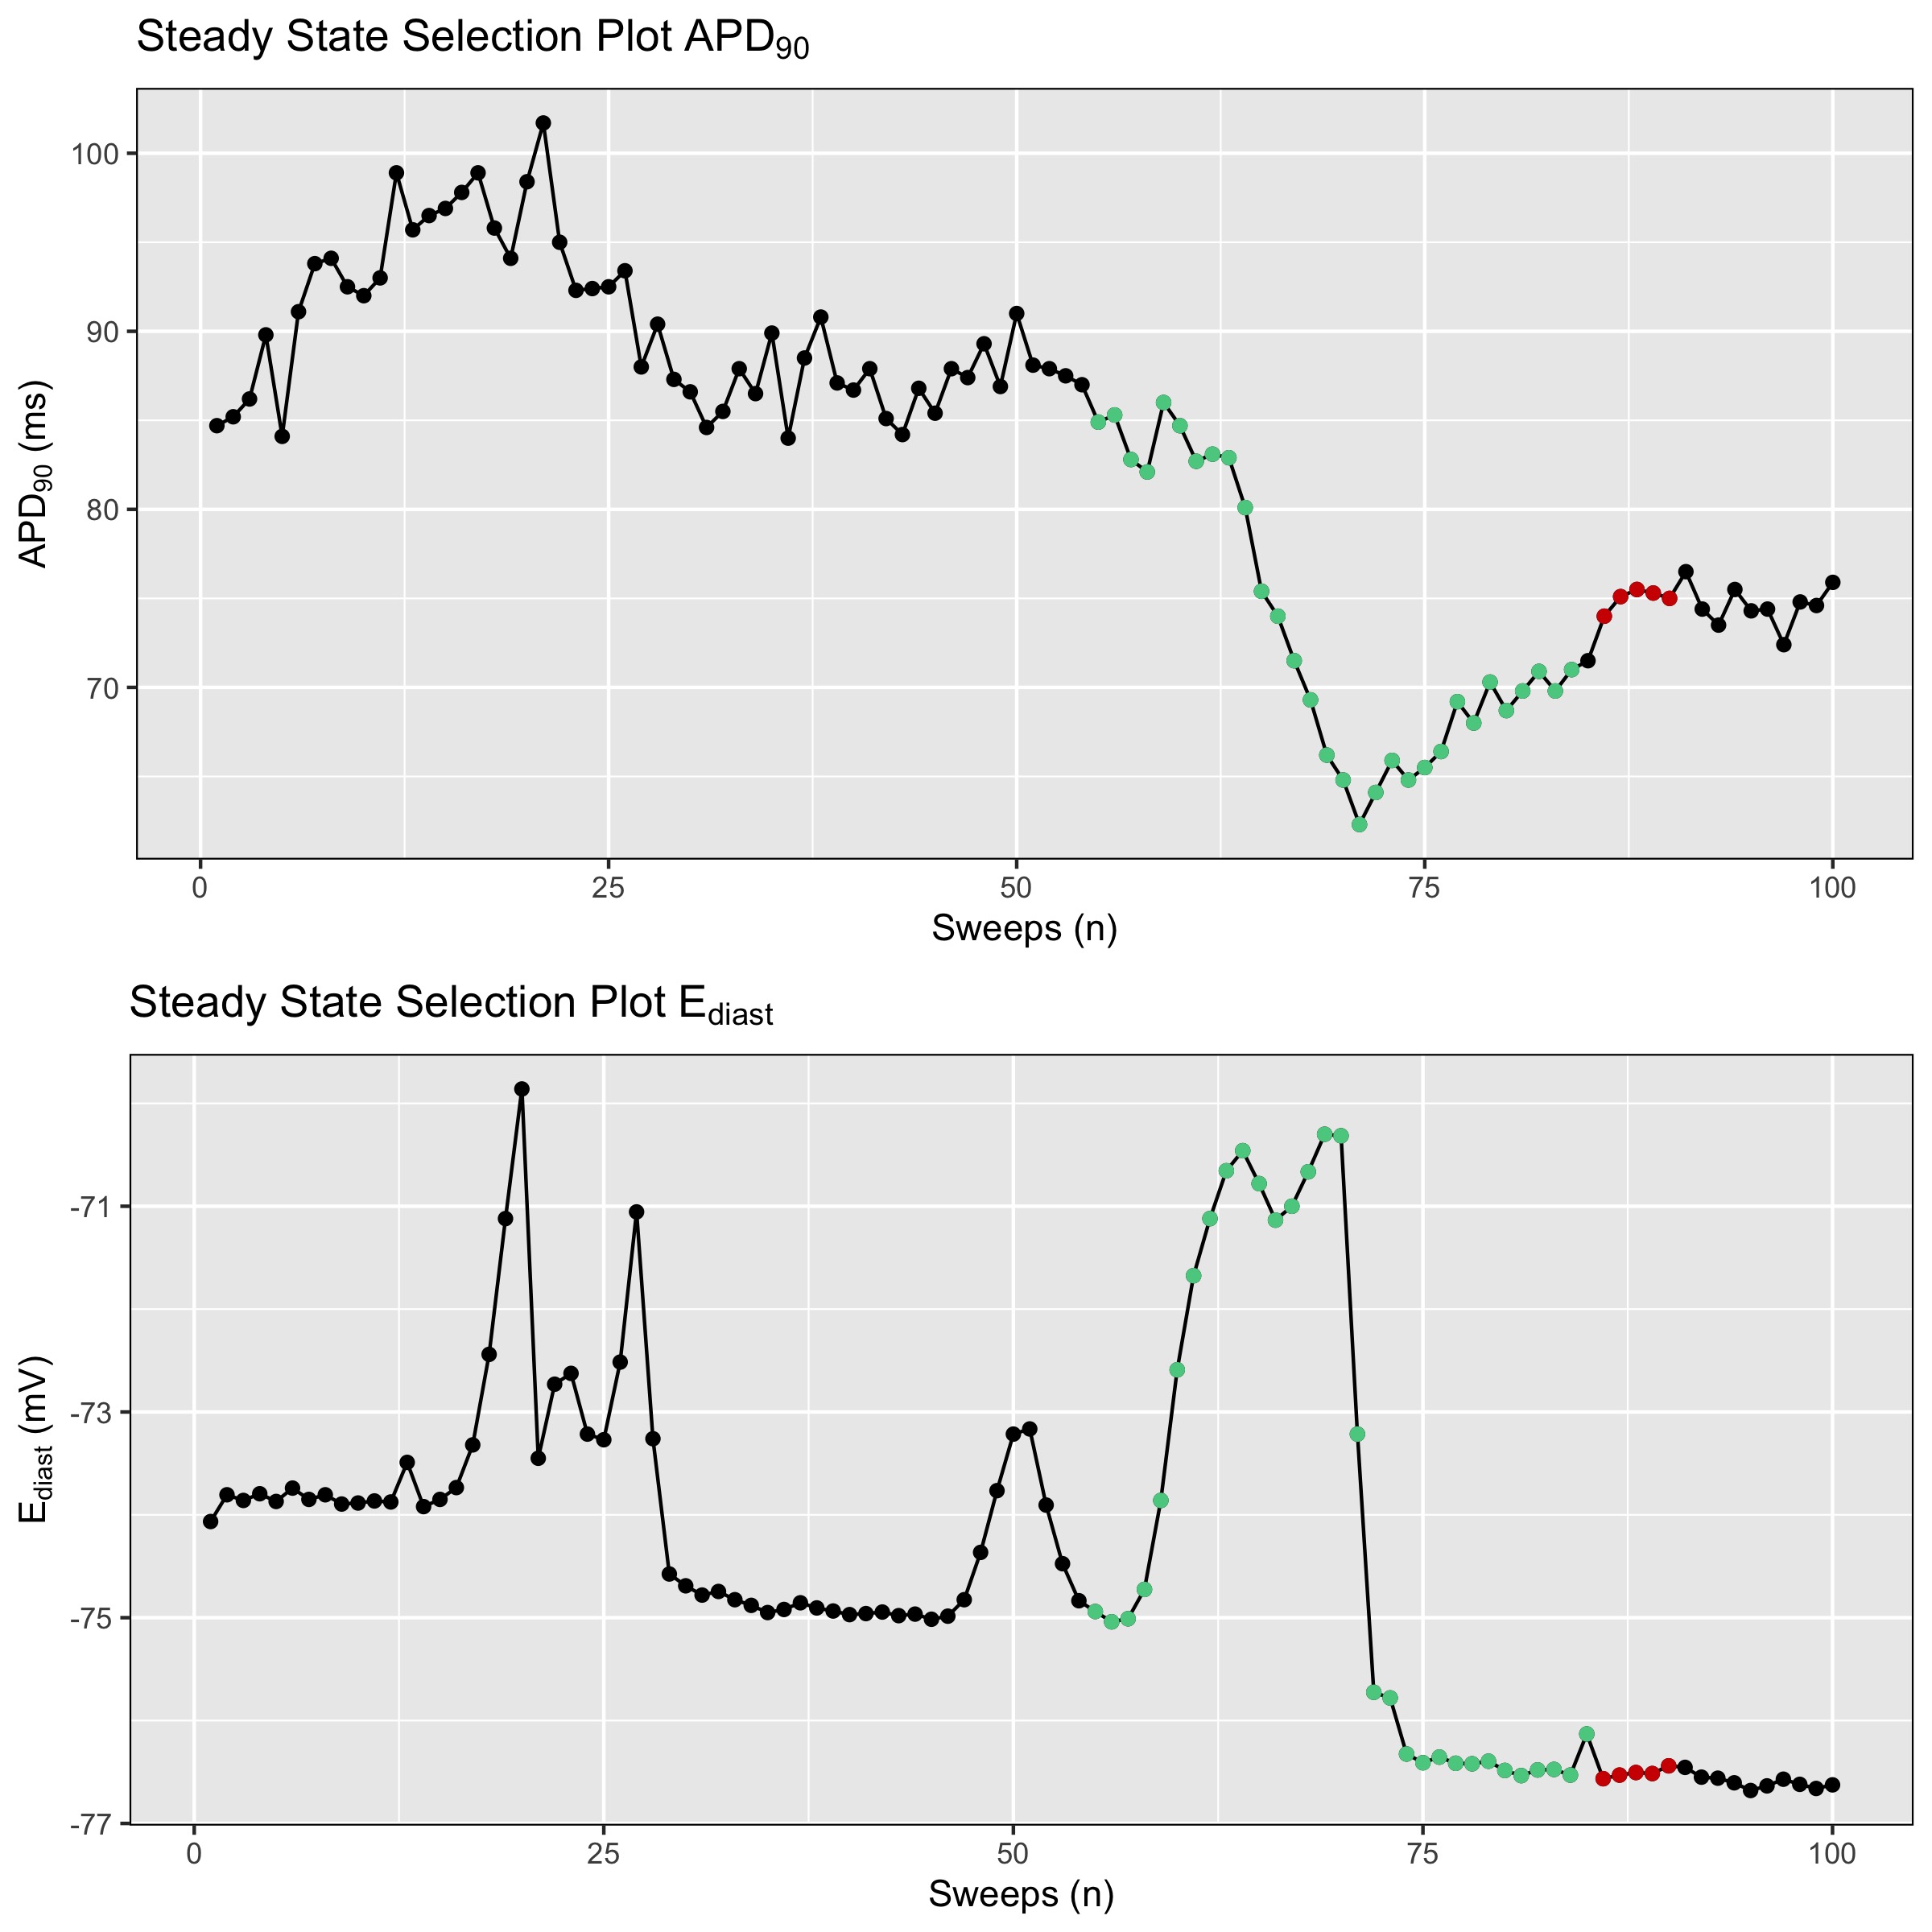 Steady State Selection Plot APD90
100
90
80
70
APD90 (ms)
0 25 50 75 100
Sweeps (n)
Steady State Selection Plot Ediast
-71
-73
-75
-77
Ediast (mV)
0 25 50 75 100
Sweeps (n)